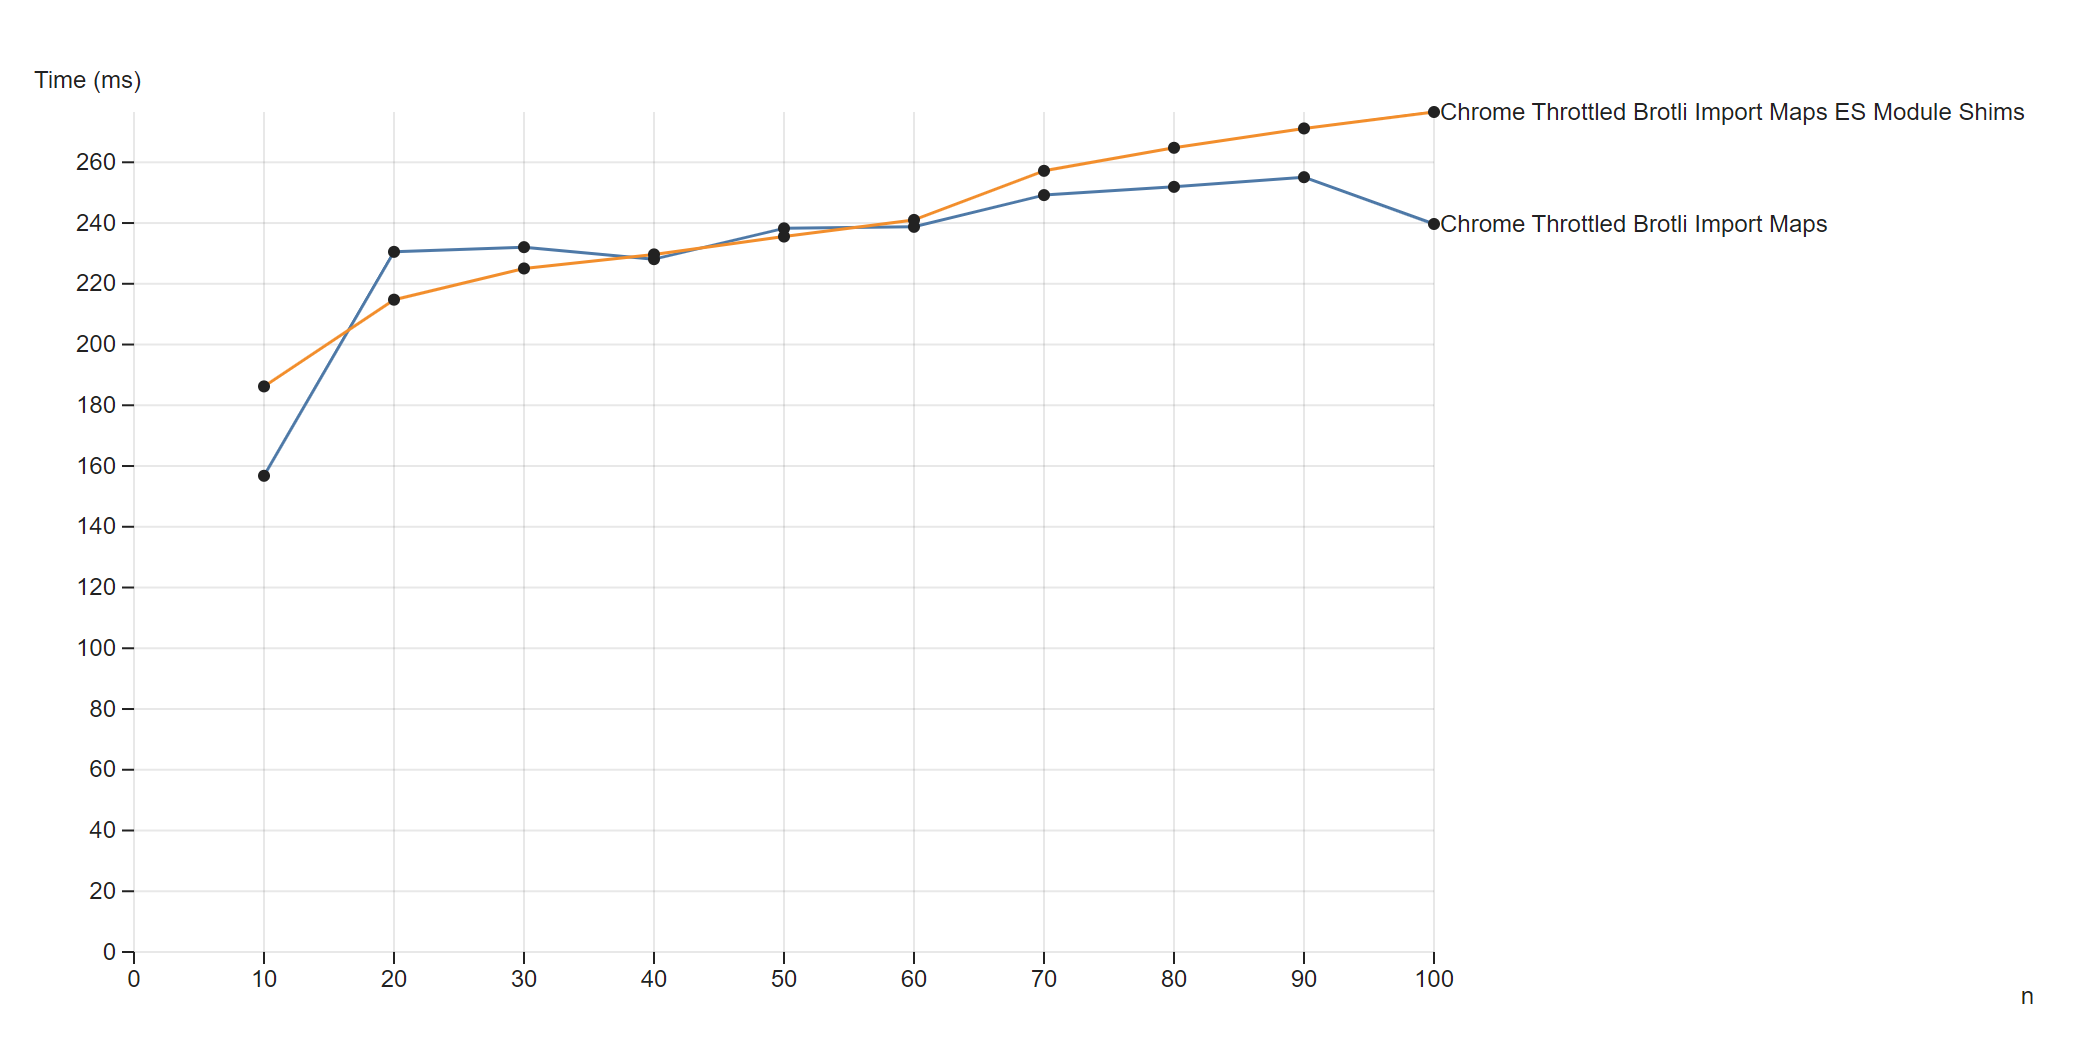 Time (ms)
Chrome Throttled Brotli Import Maps ES Module Shims
260
240
Chrome Throttled Brotli Import Maps
220
200
180
160
140
120
100
80
60
40
20
0
0 10 20 30 40 50 60 70 80 90 100
n